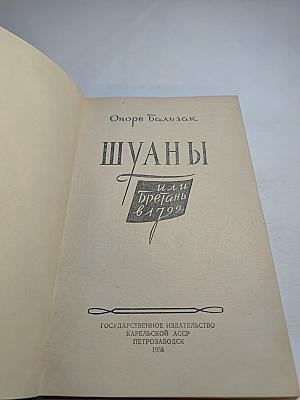 Оноре Бальзак
ШУАНЫ
или
Бретань
в 1799 г.
ГОСУДАРСТВЕННОЕ ИЗДАТЕЛЬСТВО
КАРЕЛЬСКОЙ АССР
ПЕТРОЗАВОДСК
1958